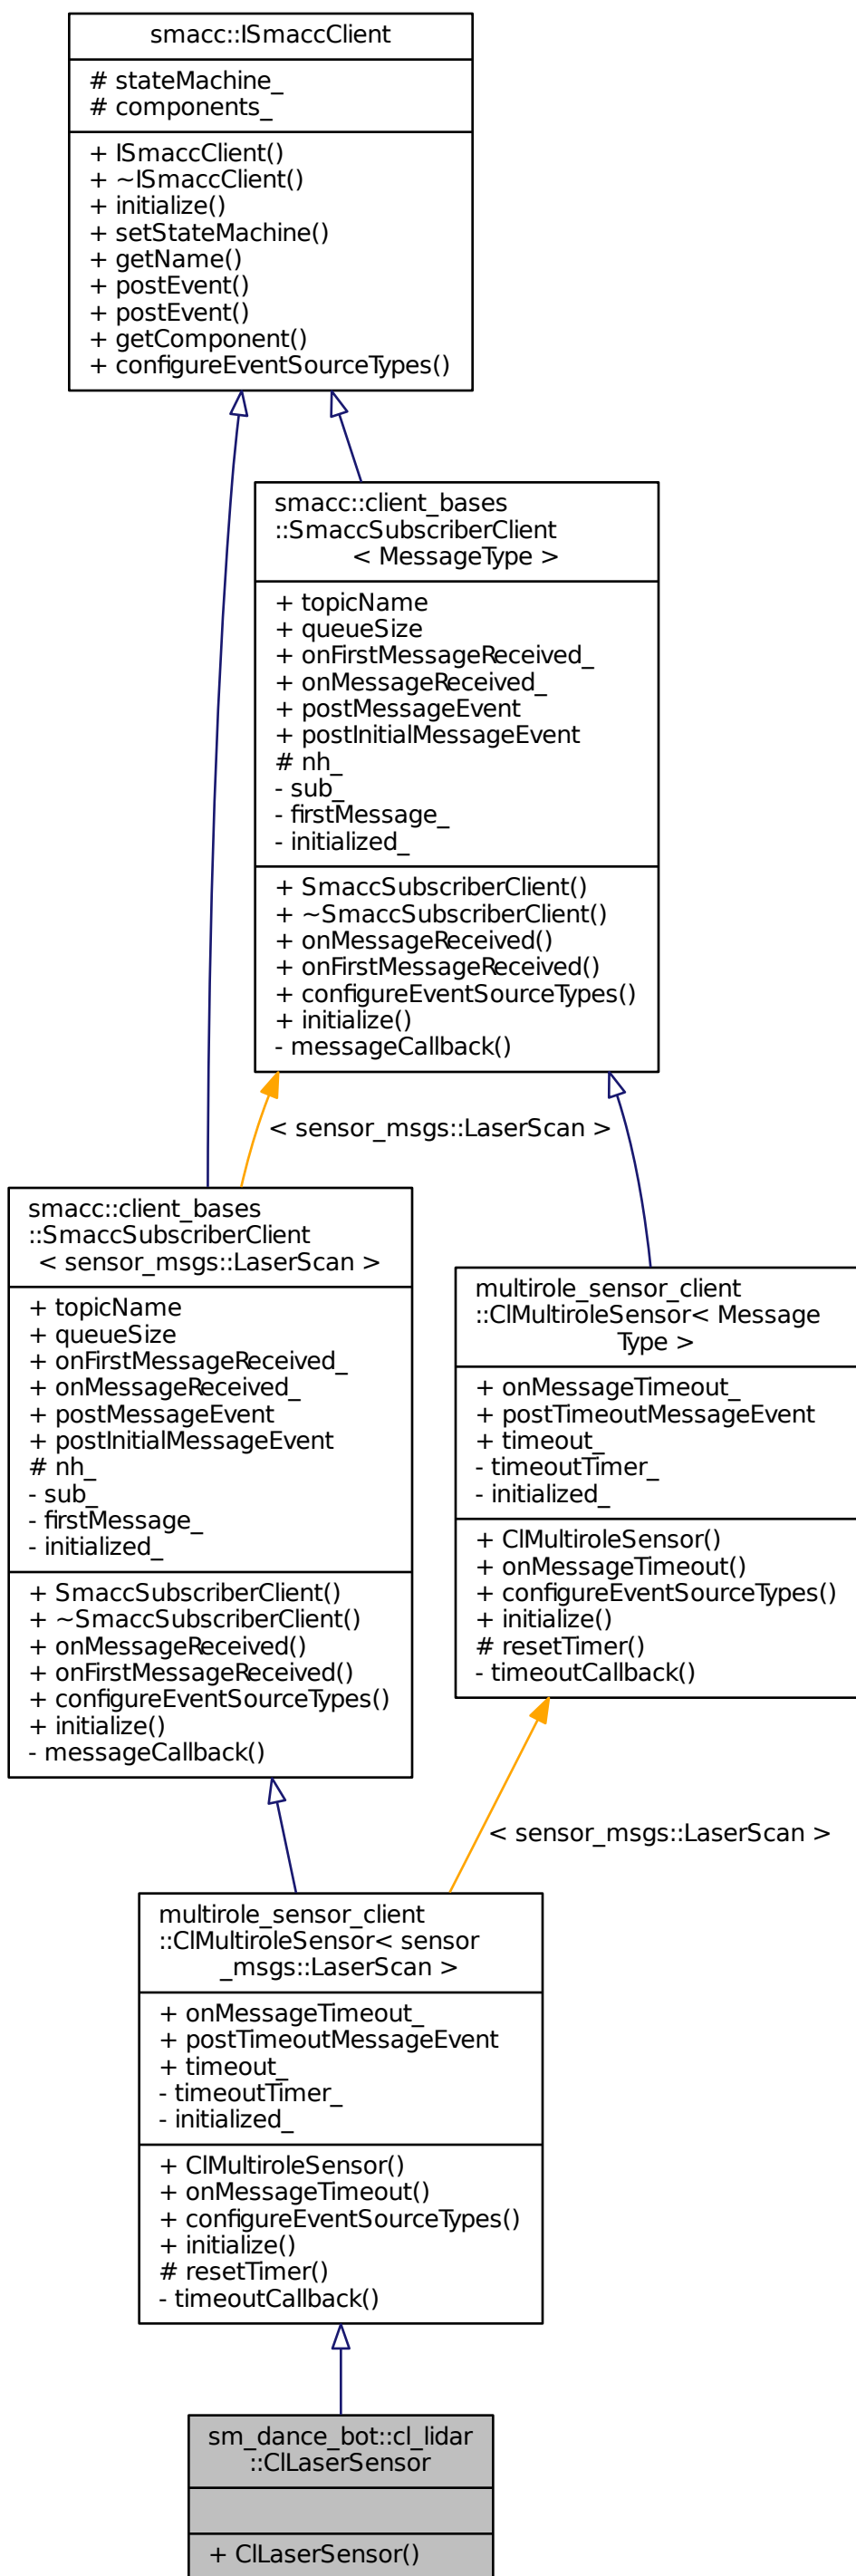 smacc::ISmaccClient
# stateMachine_
# components_
+ ISmaccClient()
+ ~ISmaccClient()
+ initialize()
+ setStateMachine()
+ getName()
+ postEvent()
+ postEvent()
+ getComponent()
+ configureEventSourceTypes()
smacc::client_bases
::SmaccSubscriberClient
< MessageType >
+ topicName
+ queueSize
+ onFirstMessageReceived_
+ onMessageReceived_
+ postMessageEvent
+ postInitialMessageEvent
# nh_
- sub_
- firstMessage_
- initialized_
+ SmaccSubscriberClient()
+ ~SmaccSubscriberClient()
+ onMessageReceived()
+ onFirstMessageReceived()
+ configureEventSourceTypes()
+ initialize()
- messageCallback()
< sensor_msgs::LaserScan >
smacc::client_bases
::SmaccSubscriberClient
< sensor_msgs::LaserScan >
+ topicName
+ queueSize
+ onFirstMessageReceived_
+ onMessageReceived_
+ postMessageEvent
+ postInitialMessageEvent
# nh_
- sub_
- firstMessage_
- initialized_
+ SmaccSubscriberClient()
+ ~SmaccSubscriberClient()
+ onMessageReceived()
+ onFirstMessageReceived()
+ configureEventSourceTypes()
+ initialize()
- messageCallback()
multirole_sensor_client
::ClMultiroleSensor< Message
Type >
+ onMessageTimeout_
+ postTimeoutMessageEvent
+ timeout_
- timeoutTimer_
- initialized_
+ ClMultiroleSensor()
+ onMessageTimeout()
+ configureEventSourceTypes()
+ initialize()
# resetTimer()
- timeoutCallback()
< sensor_msgs::LaserScan >
multirole_sensor_client
::ClMultiroleSensor< sensor
_msgs::LaserScan >
+ onMessageTimeout_
+ postTimeoutMessageEvent
+ timeout_
- timeoutTimer_
- initialized_
+ ClMultiroleSensor()
+ onMessageTimeout()
+ configureEventSourceTypes()
+ initialize()
# resetTimer()
- timeoutCallback()
sm_dance_bot::cl_lidar
::ClLaserSensor
+ ClLaserSensor()